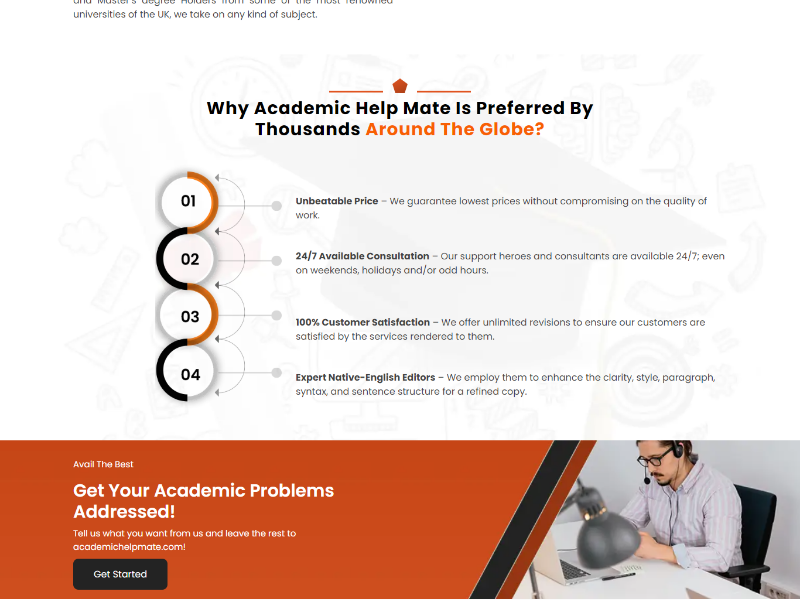 and Master's degree Holders from some of the most renowned
universities of the UK, we take on any kind of subject.
Why Academic Help Mate Is Preferred By
Thousands Around The Globe?
01
Unbeatable Price – We guarantee lowest prices without compromising on the quality of
work.
02
24/7 Available Consultation – Our support heroes and consultants are available 24/7; even
on weekends, holidays and/or odd hours.
03
100% Customer Satisfaction – We offer unlimited revisions to ensure our customers are
satisfied by the services rendered to them.
04
Expert Native-English Editors – We employ them to enhance the clarity, style, paragraph,
syntax, and sentence structure for a refined copy.
Avail The Best
Get Your Academic Problems
Addressed!
Tell us what you want from us and leave the rest to
academichelpmate.com!
Get Started